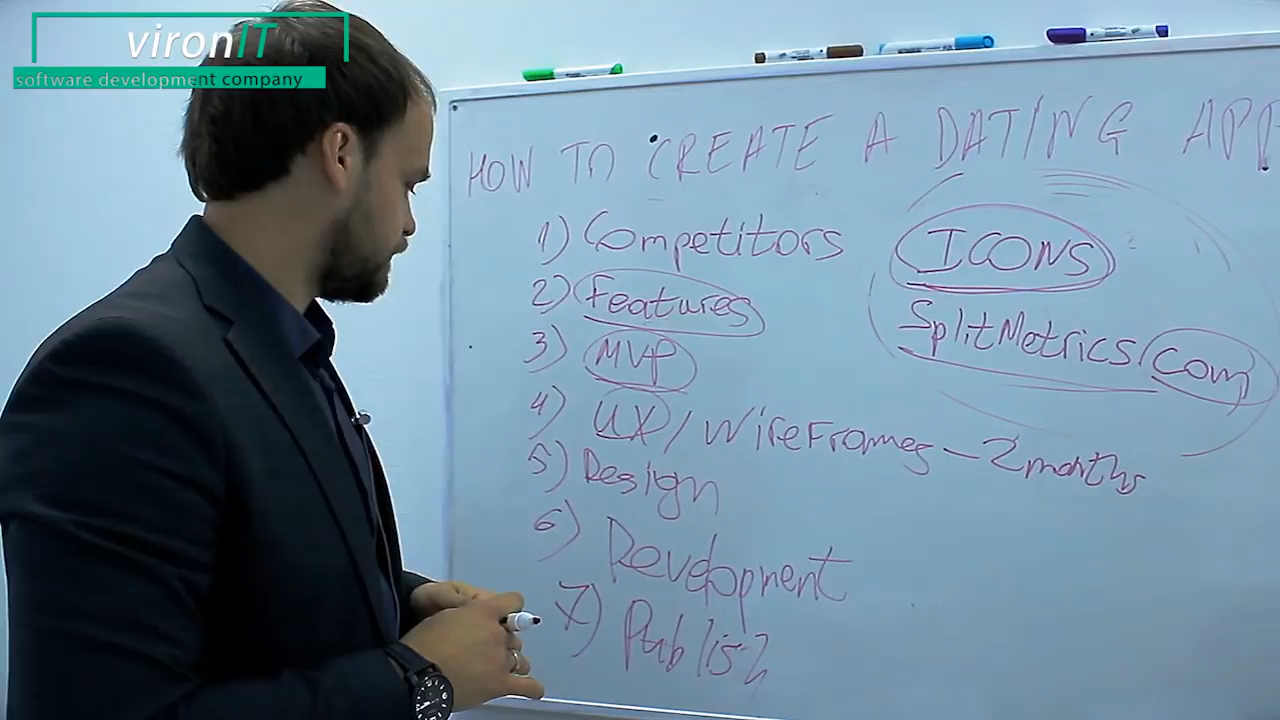 vironIT
software development company
HOW TO CREATE A DATING APP
1) Competitors
2) Features
3) MVP
4) UX / WireFrames - 2 months
5) Design
6) Development
7) Publish
ICONS
SplitMetrics.com